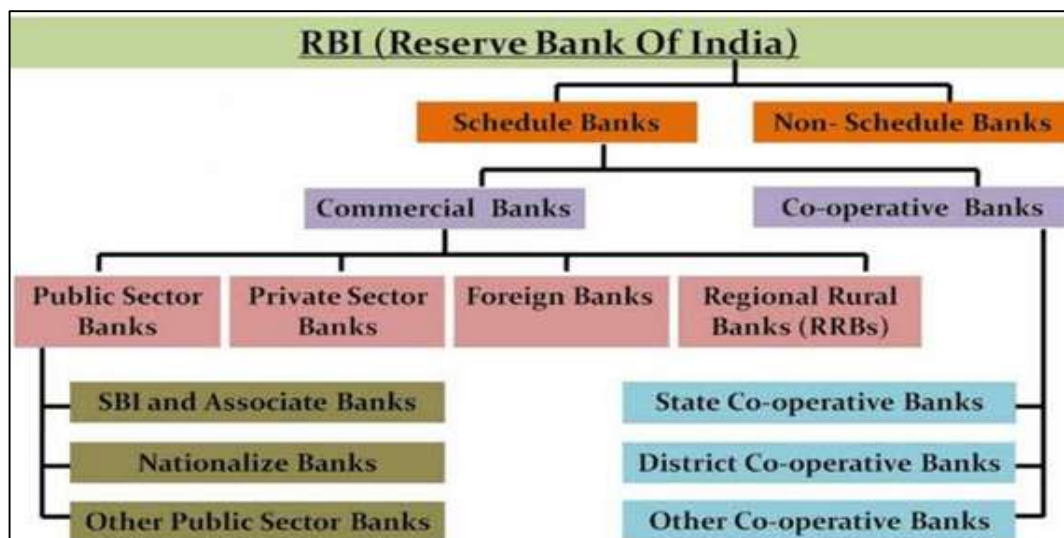 RBI (Reserve Bank Of India)
Schedule Banks
Non- Schedule Banks
Commercial Banks
Co-operative Banks
Public Sector
Banks
Private Sector
Banks
Foreign Banks
Regional Rural
Banks (RRBs)
SBI and Associate Banks
Nationalize Banks
Other Public Sector Banks
State Co-operative Banks
District Co-operative Banks
Other Co-operative Banks